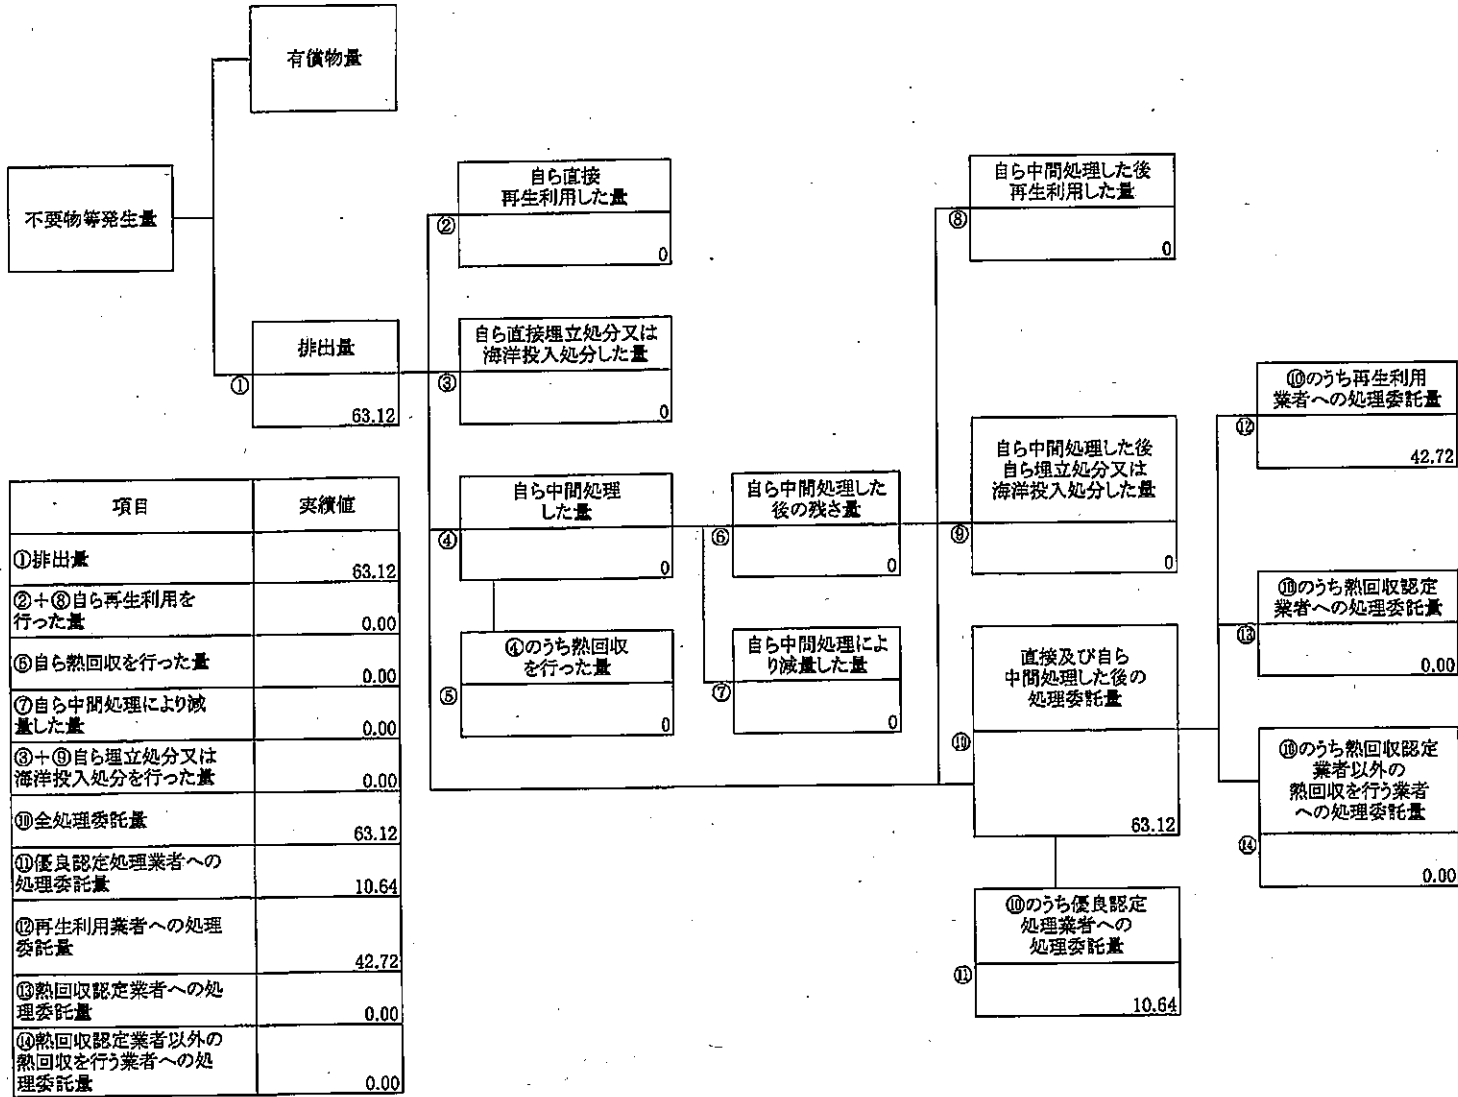 有償物量
不要物等発生量
排出量
①
63.12
自ら直接
再生利用した量
②
0
自ら直接埋立処分又は
海洋投入処分した量
③
0
自ら中間処理
した量
④
0
④のうち熱回収
を行った量
⑤
0
自ら中間処理した
後の残さ量
⑥
0
自ら中間処理によ
り減量した量
⑦
0
自ら中間処理した後
再生利用した量
⑧
0
自ら中間処理した後
自ら埋立処分又は
海洋投入処分した量
⑨
0
直接及び自ら
中間処理した後の
処理委託量
⑩
63.12
⑩のうち優良認定
処理業者への
処理委託量
⑪
10.64
⑩のうち再生利用
業者への処理委託量
⑫
42.72
⑩のうち熱回収認定
業者への処理委託量
⑬
0.00
⑩のうち熱回収認定
業者以外の
熱回収を行う業者
への処理委託量
⑭
0.00
項目 実績値
①排出量 63.12
②+⑧自ら再生利用を
行った量 0.00
⑤自ら熱回収を行った量 0.00
⑦自ら中間処理により減
量した量 0.00
③+⑨自ら埋立処分又は
海洋投入処分を行った量 0.00
⑩全処理委託量 63.12
⑪優良認定処理業者への
処理委託量 10.64
⑫再生利用業者への処理
委託量 42.72
⑬熱回収認定業者への処
理委託量 0.00
⑭熱回収認定業者以外の
熱回収を行う業者への処
理委託量 0.00